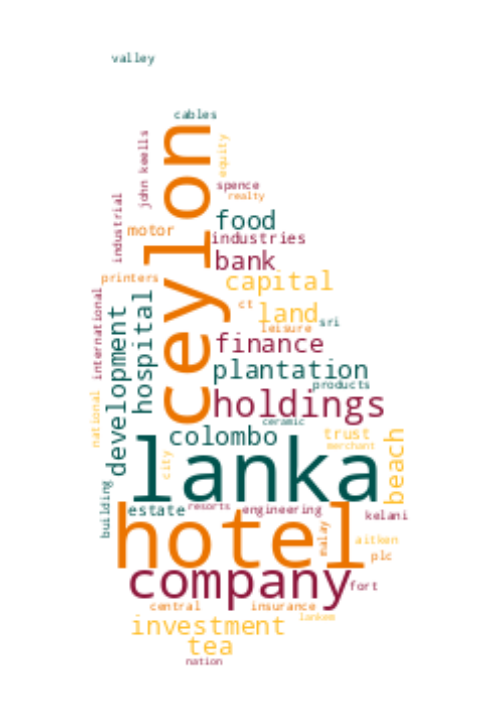 valley
cables
ceylon
john keells
equity
spence
realty
industrial
food
motor
industries
bank
printers
capital
international
hospital
development
ct
land
sri
leisure
finance
plantation
products
national
holdings
ceramic
colombo
trust
merchant
beach
city
lanka
building
estate
resorts
engineering
kelani
hotel
malay
aitken
plc
company
fort
central
insurance
lankem
investment
tea
nation